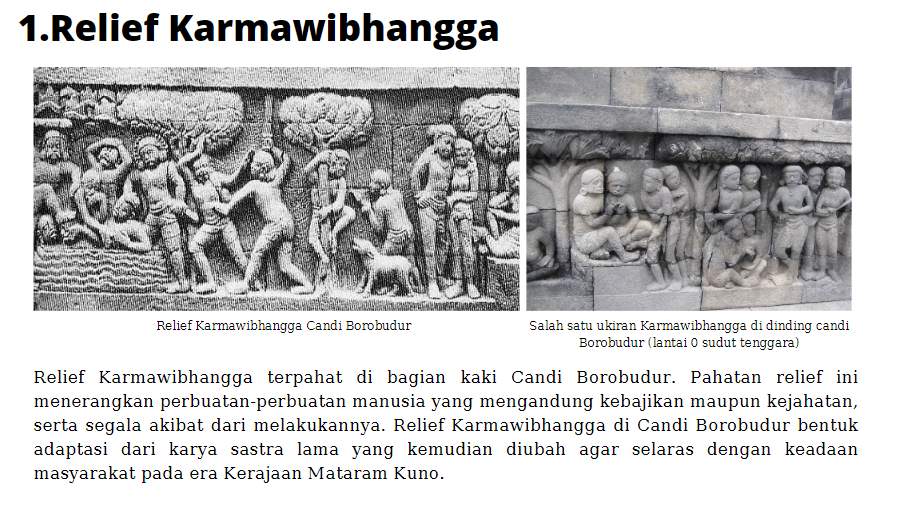 1.Relief Karmawibhangga
Relief Karmawibhangga Candi Borobudur
Salah satu ukiran Karmawibhangga di dinding candi
Borobudur (lantai 0 sudut tenggara)
Relief Karmawibhangga terpahat di bagian kaki Candi Borobudur. Pahatan relief ini
menerangkan perbuatan-perbuatan manusia yang mengandung kebajikan maupun kejahatan,
serta segala akibat dari melakukannya. Relief Karmawibhangga di Candi Borobudur bentuk
adaptasi dari karya sastra lama yang kemudian diubah agar selaras dengan keadaan
masyarakat pada era Kerajaan Mataram Kuno.